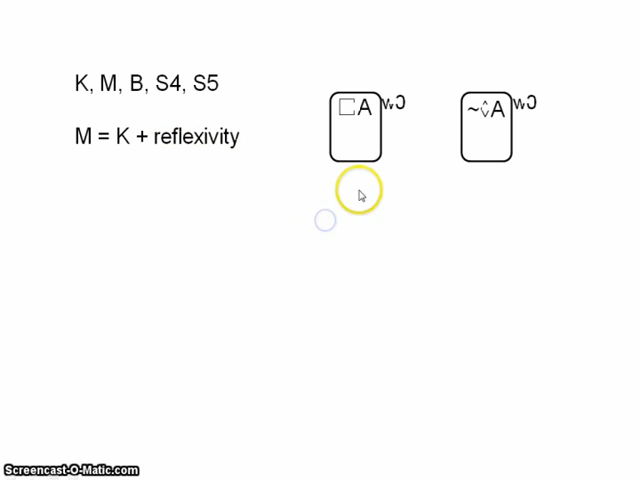 K, M, B, S4, S5
M = K + reflexivity
□A
~◊A
Screencast-O-Matic.com